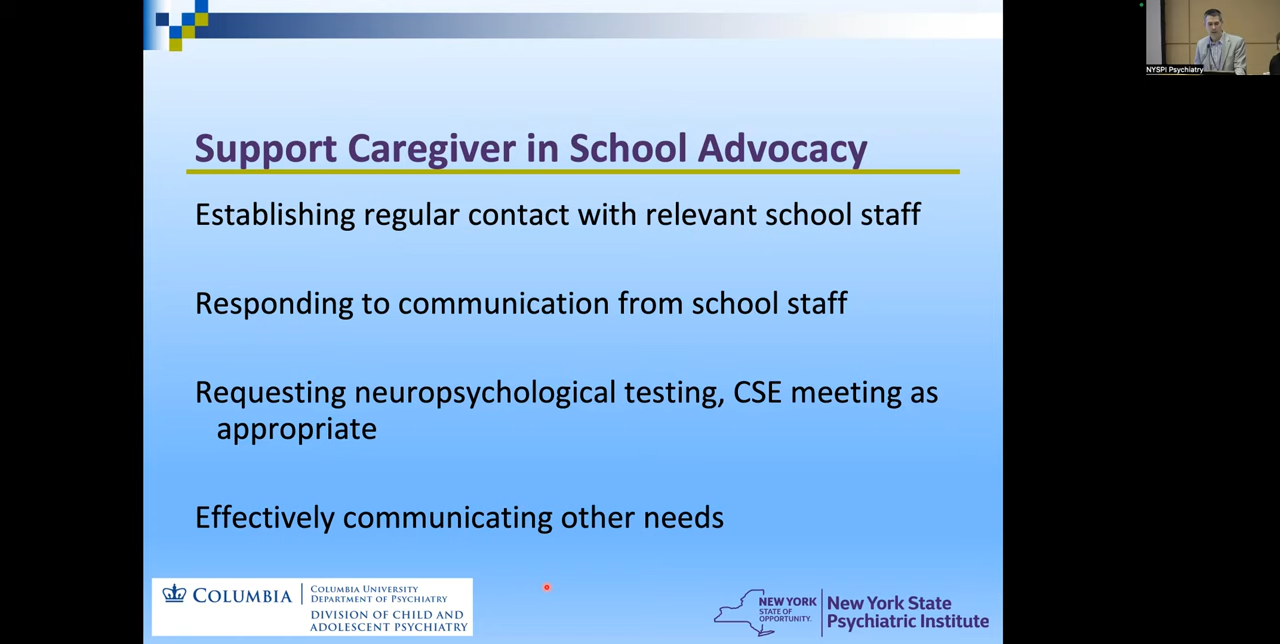 NYSPI Psychiatry
Support Caregiver in School Advocacy
Establishing regular contact with relevant school staff
Responding to communication from school staff
Requesting neuropsychological testing, CSE meeting as
appropriate
Effectively communicating other needs
COLUMBIA
COLUMBIA UNIVERSITY
DEPARTMENT OF PSYCHIATRY
DIVISION OF CHILD AND
ADOLESCENT PSYCHIATRY
NEW YORK
STATE OF
OPPORTUNITY.
New York State
Psychiatric Institute